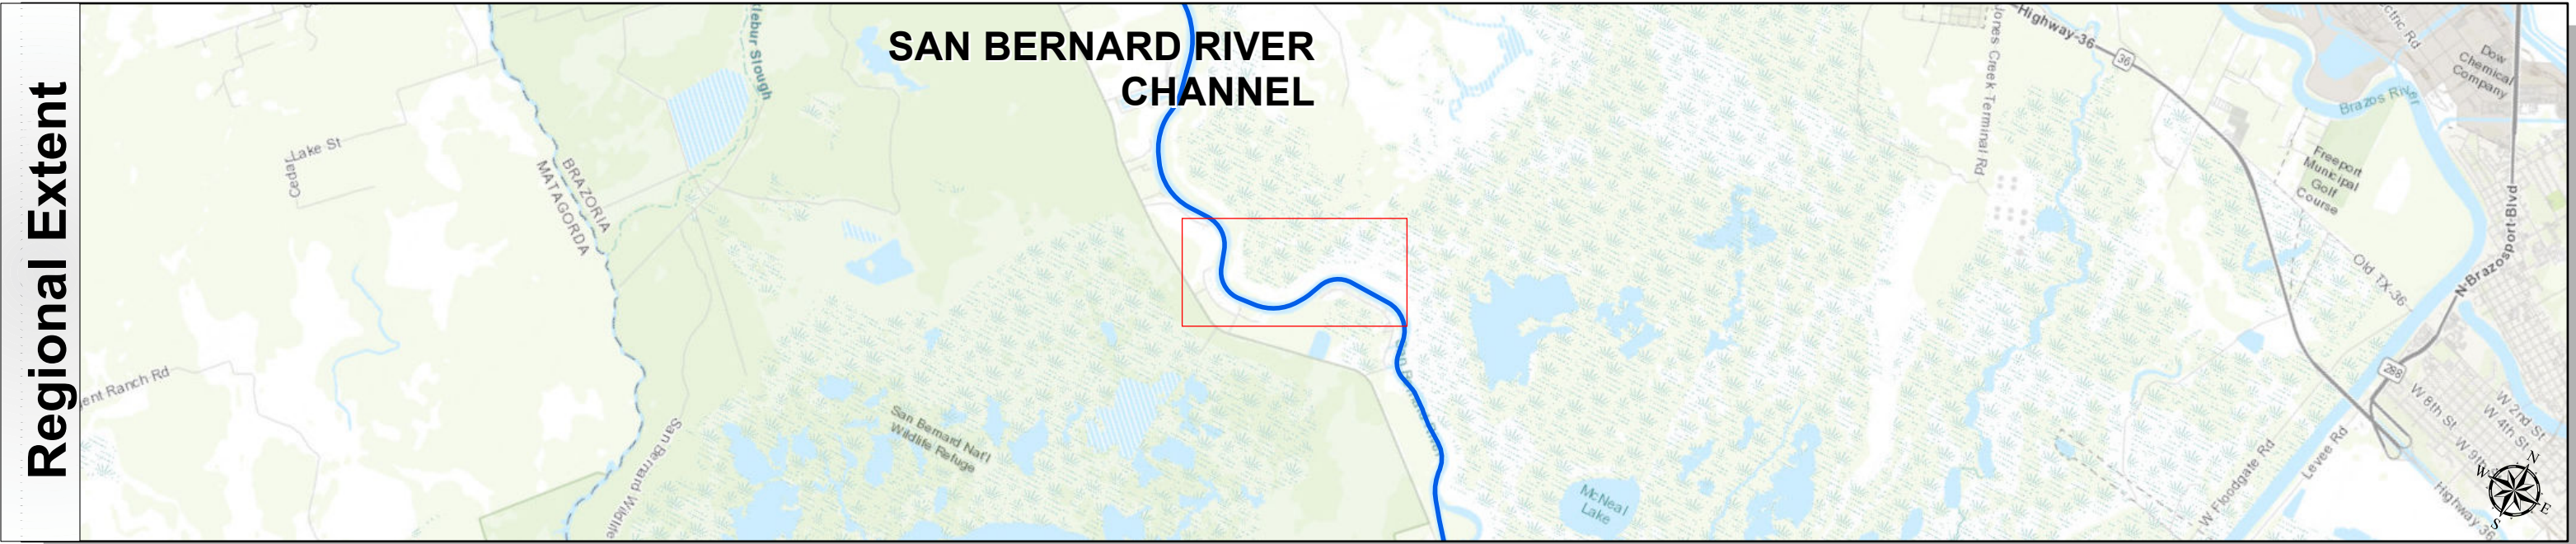 Regional Extent
SAN BERNARD RIVER
CHANNEL
Lake St
Cedar
BRAZORIA
MATAGORDA
Slough
San Bernard Nat'l
Wildlife Refuge
San Bernard Wildlife
Ranch Rd
McNeal
Lake
Jones Creek Terminal Rd
Highway-36
36
Brazos River
Dow
Chemical
Company
Freeport
Municipal
Golf
Course
Old TX-36
N-Brazosport-Blvd
288
W 8th St
W 2nd St
W 4th St
W 9th
Levee Rd
W Floodgate Rd
Highway-36
N
W
E
S